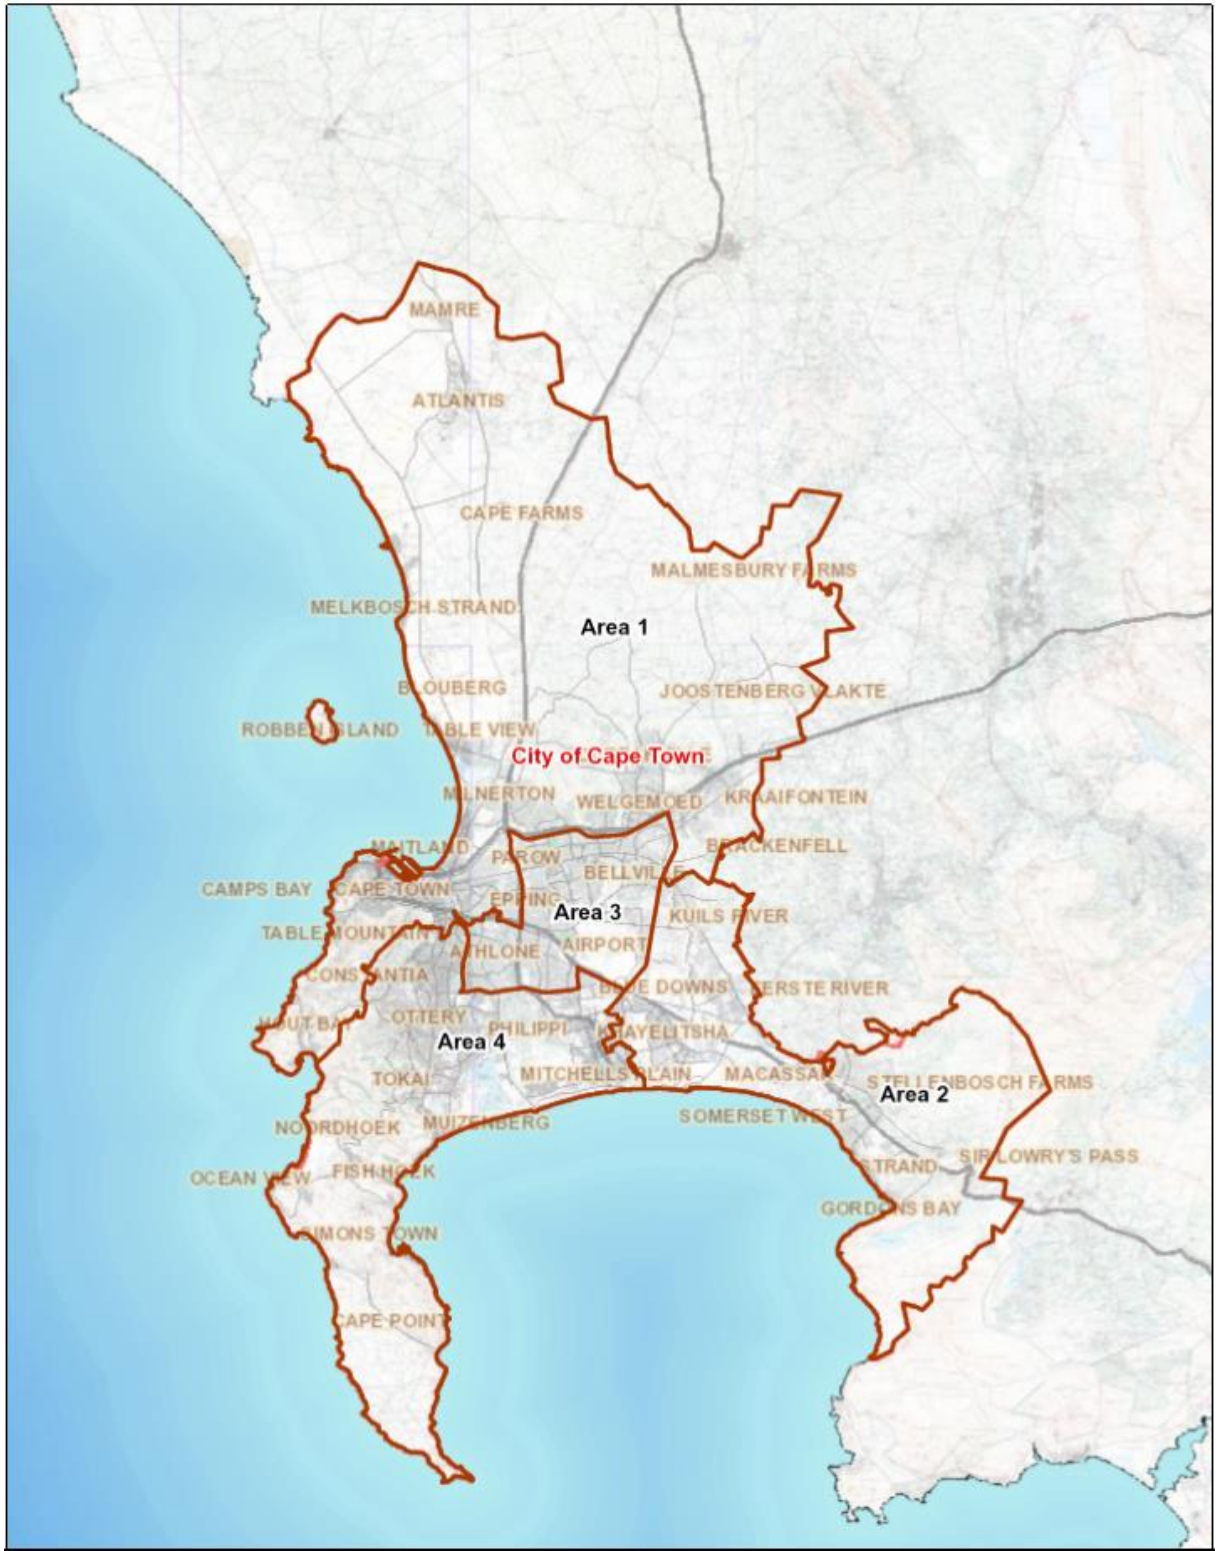 MAMRE
ATLANTIS
CAPE FARMS
MALMESBURY FARMS
MELKBOSCH STRAND
Area 1
BLOUBERG
JOOSTENBERG VLAKTE
ROBBEN ISLAND
TABLE VIEW
City of Cape Town
MILNERTON
WELGEMOED
KRAAIFONTEIN
MAITLAND
PAROW
BRACKENFELL
BELLVILLE
CAMPS BAY
CAPE TOWN
EPPING
Area 3
KUILS RIVER
TABLE MOUNTAIN
ATHLONE
AIRPORT
CONSTANTIA
BLUE DOWNS
EERSTE RIVER
HOUT BAY
OTTERY
PHILIPPI
KHAYELITSHA
Area 4
TOKAI
MITCHELLS PLAIN
MACASSAR
STELLENBOSCH FARMS
Area 2
NOORDHOEK
MUIZENBERG
SOMERSET WEST
OCEAN VIEW
FISH HOEK
STRAND
SIR LOWRY'S PASS
GORDONS BAY
SIMONS TOWN
CAPE POINT